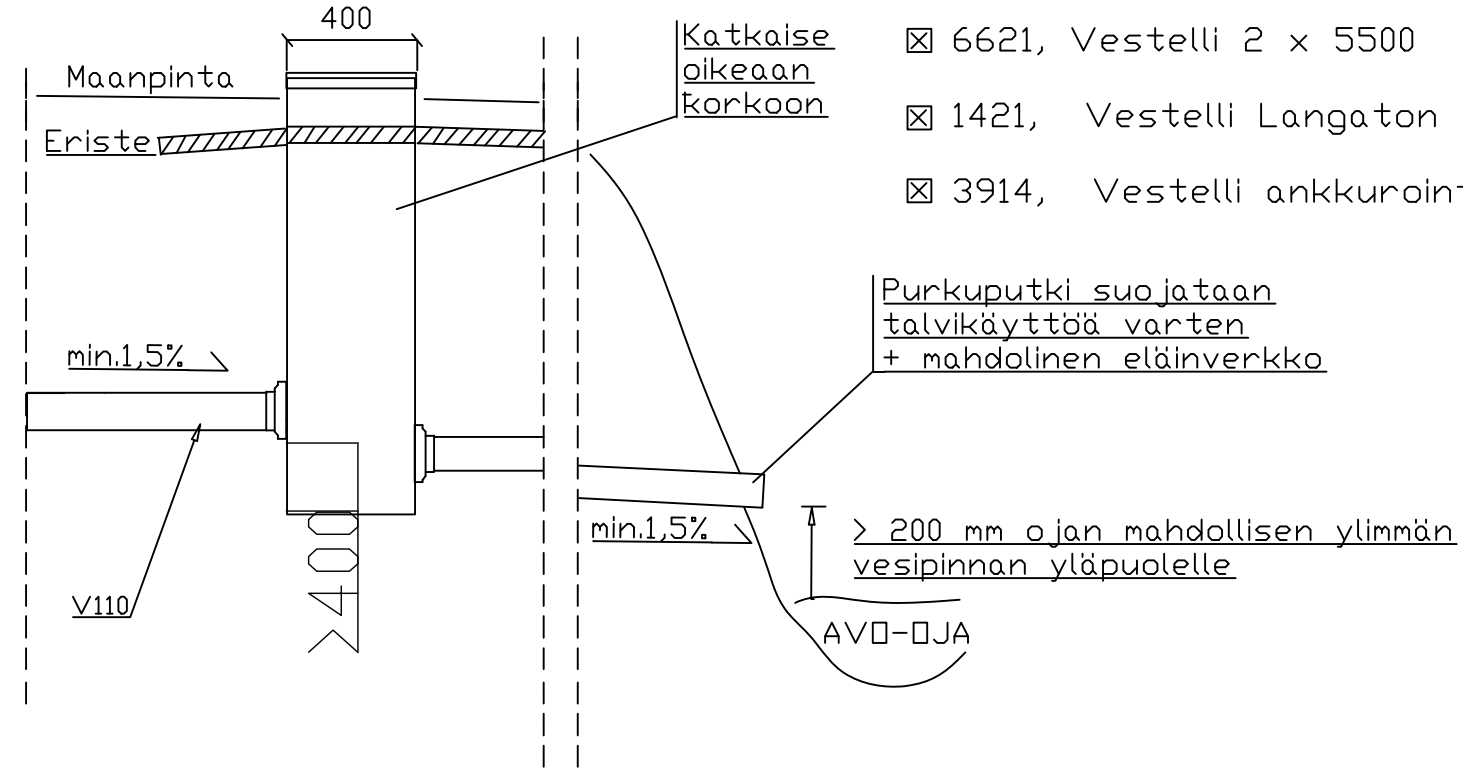 400
Katkaise
oikeaan
korkoon
☒ 6621, Vestelli 2 x 5500
☒ 1421, Vestelli Langaton
☒ 3914, Vestelli
Maanpinta
Eriste
Purkuputki suojataan
talvikäyttöä varten
+ mahdolinen eläinverkko
min.1,5%
min.1,5%
> 200 mm ojan mahdollisen ylimmän
vesipinnan yläpuolelle
V110
>400
AVO-OJA